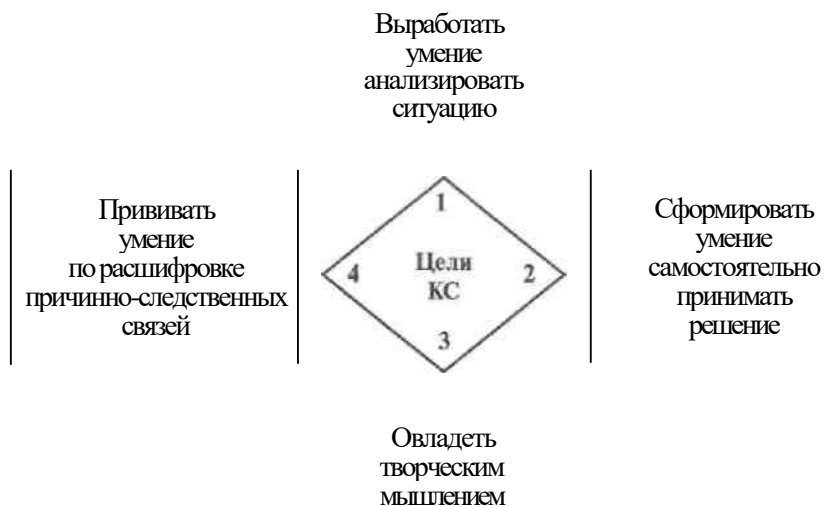 Выработать
умение
анализировать
ситуацию
Прививать
умение
по расшифровке
причинно-следственных
связей
1
4
Цели
КС
2
3
Сформировать
умение
самостоятельно
принимать
решение
Овладеть
творческим
мышлением